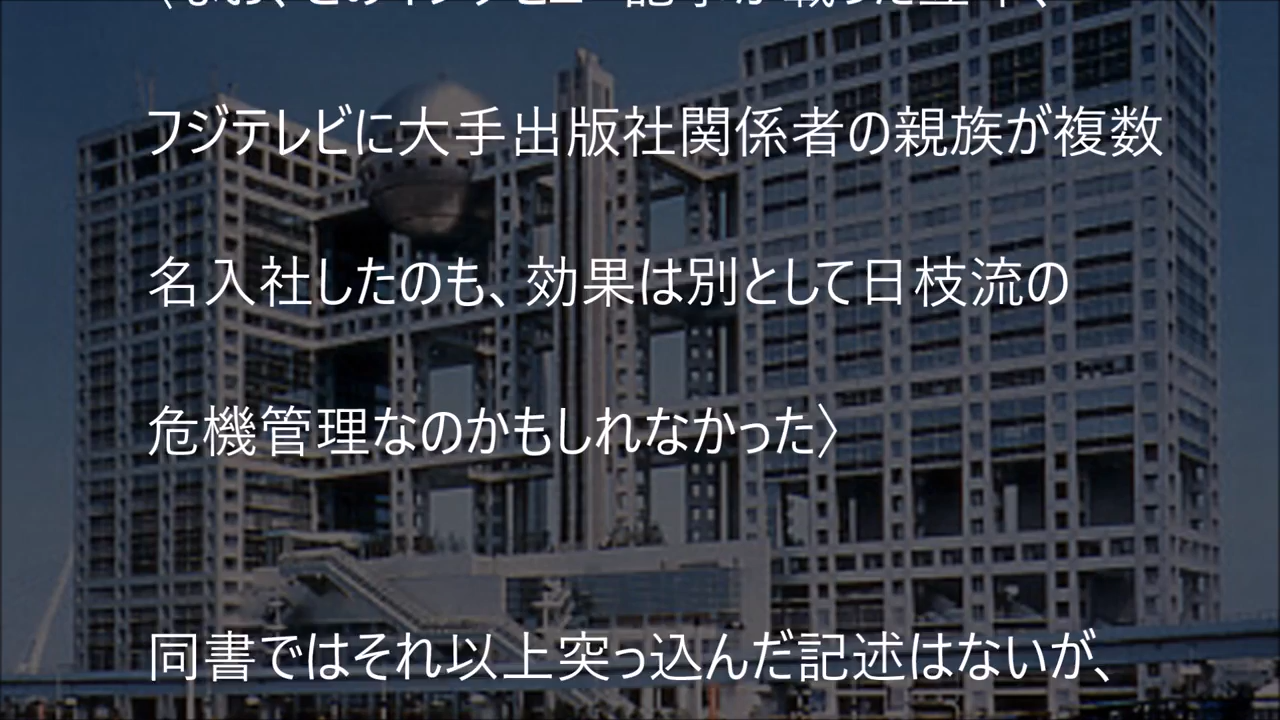 フジテレビに大手出版社関係者の親族が複数
名入社したのも、効果は別として日枝流の
危機管理なのかもしれなかった〉
同書ではそれ以上突っ込んだ記述はないが、